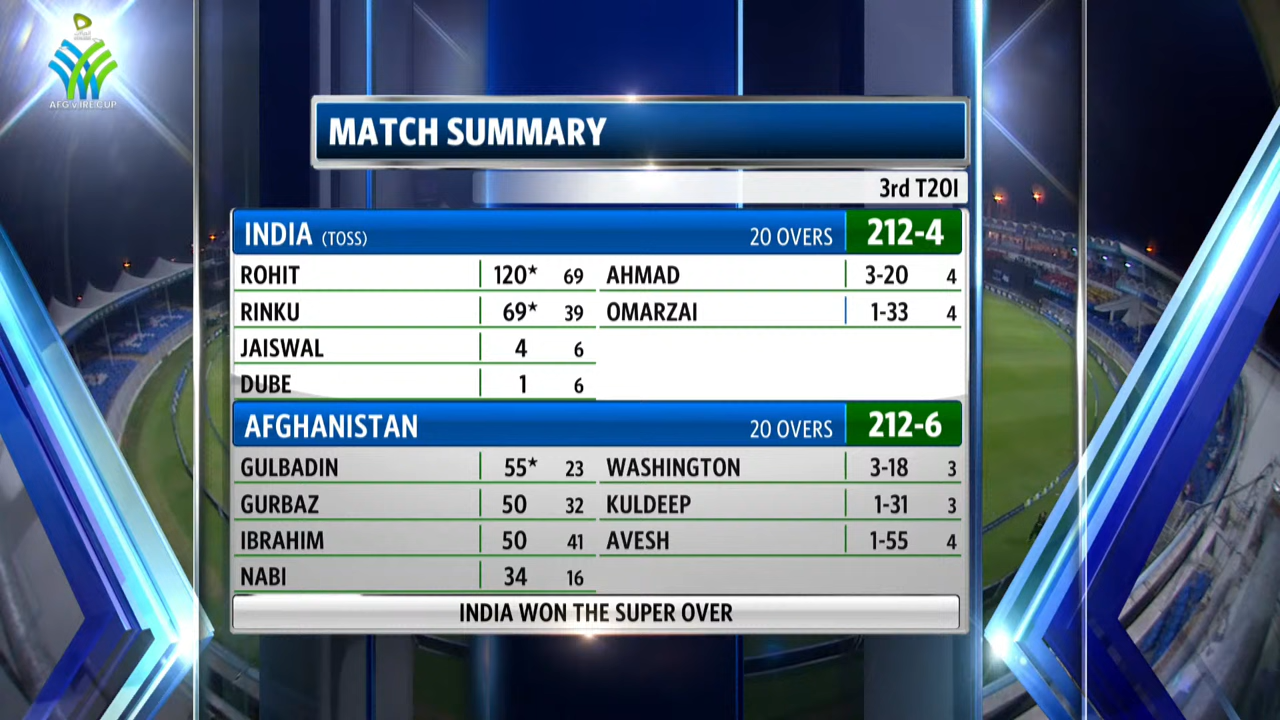 AFG v IRE CUP
MATCH SUMMARY
3rd T20I
INDIA (TOSS) 20 OVERS 212-4
ROHIT 120* 69 AHMAD 3-20 4
RINKU 69* 39 OMARZAI 1-33 4
JAISWAL 4 6
DUBE 1 6
AFGHANISTAN 20 OVERS 212-6
GULBADIN 55* 23 WASHINGTON 3-18 3
GURBAZ 50 32 KULDEEP 1-31 3
IBRAHIM 50 41 AVESH 1-55 4
NABI 34 16
INDIA WON THE SUPER OVER